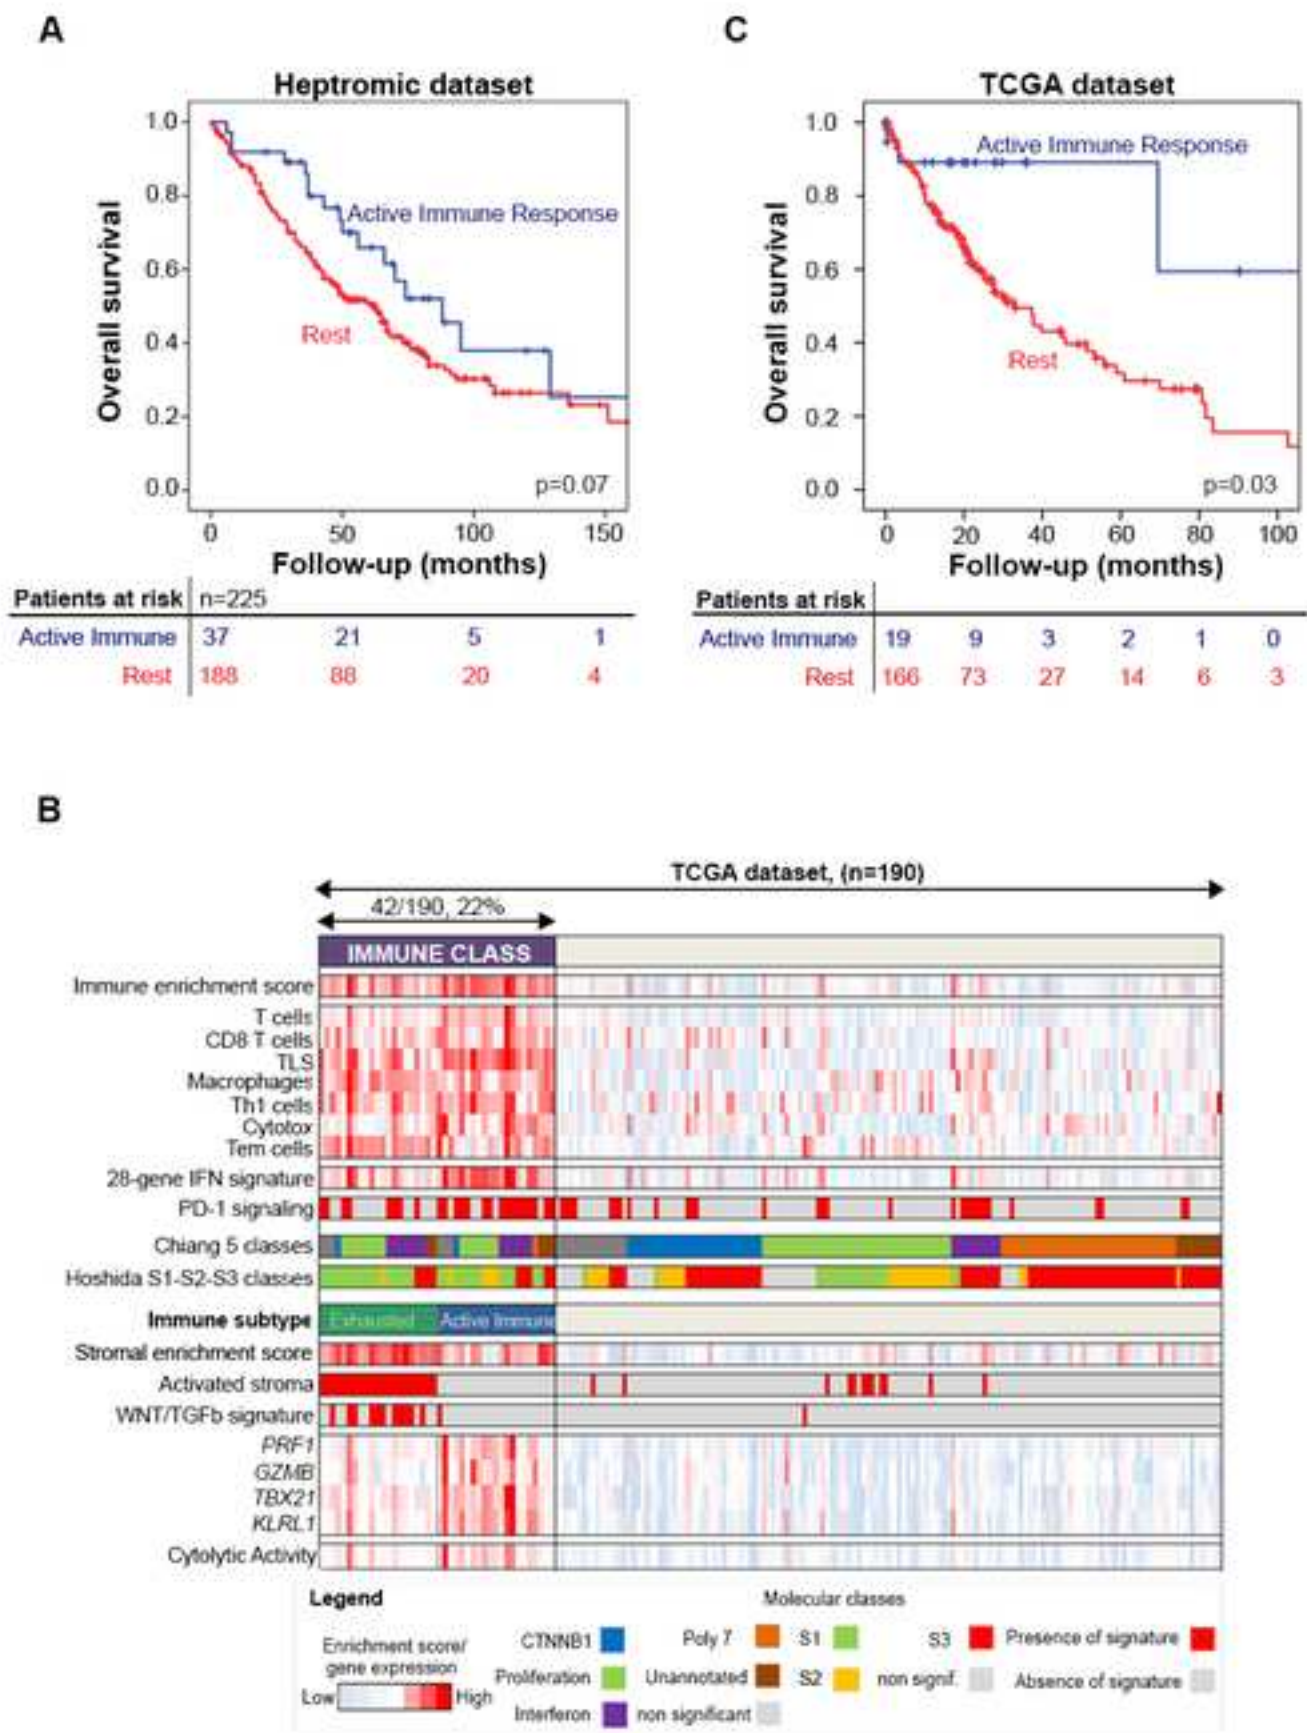 A
Heptromic dataset
Overall survival
1.0
0.8
0.6
0.4
0.2
0.0
Active Immune Response
Rest
p=0.07
0 50 100 150
Follow-up (months)
Patients at risk n=225
Active Immune 37 21 5 1
Rest 188 88 20 4
C
TCGA dataset
Overall survival
1.0
0.8
0.6
0.4
0.2
0.0
Active Immune Response
Rest
p=0.03
0 20 40 60 80 100
Follow-up (months)
Patients at risk
Active Immune 19 9 3 2 1 0
Rest 166 73 27 14 6 3
B
TCGA dataset, (n=190)
42/190, 22%
IMMUNE CLASS
Immune enrichment score
T cells
CD8 T cells
TLS
Macrophages
Th1 cells
Cytotox
Tem cells
28-gene IFN signature
PD-1 signaling
Chiang 5 classes
Hoshida S1-S2-S3 classes
Immune subtype Exhausted Active Immune
Stromal enrichment score
Activated stroma
WNT/TGFb signature
PRF1
GZMB
TBX21
KLRL1
Cytolytic Activity
Legend
Molecular classes
Enrichment score/
gene expression
Low High
CTNNB1 Poly 7 S1 S3 Presence of signature
Proliferation Unannotated S2 non signif. Absence of signature
Interferon non significant